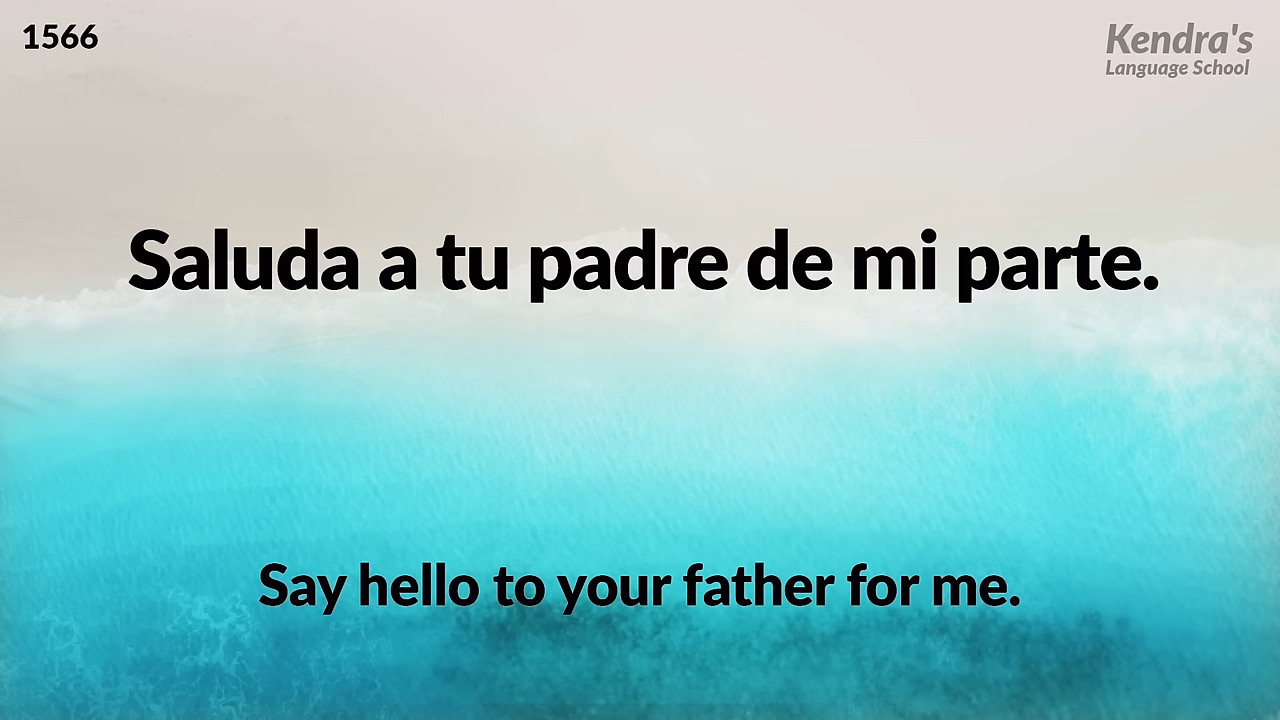 1566
Kendra's
Language School
Saluda a tu padre de mi parte.
Say hello to your father for me.